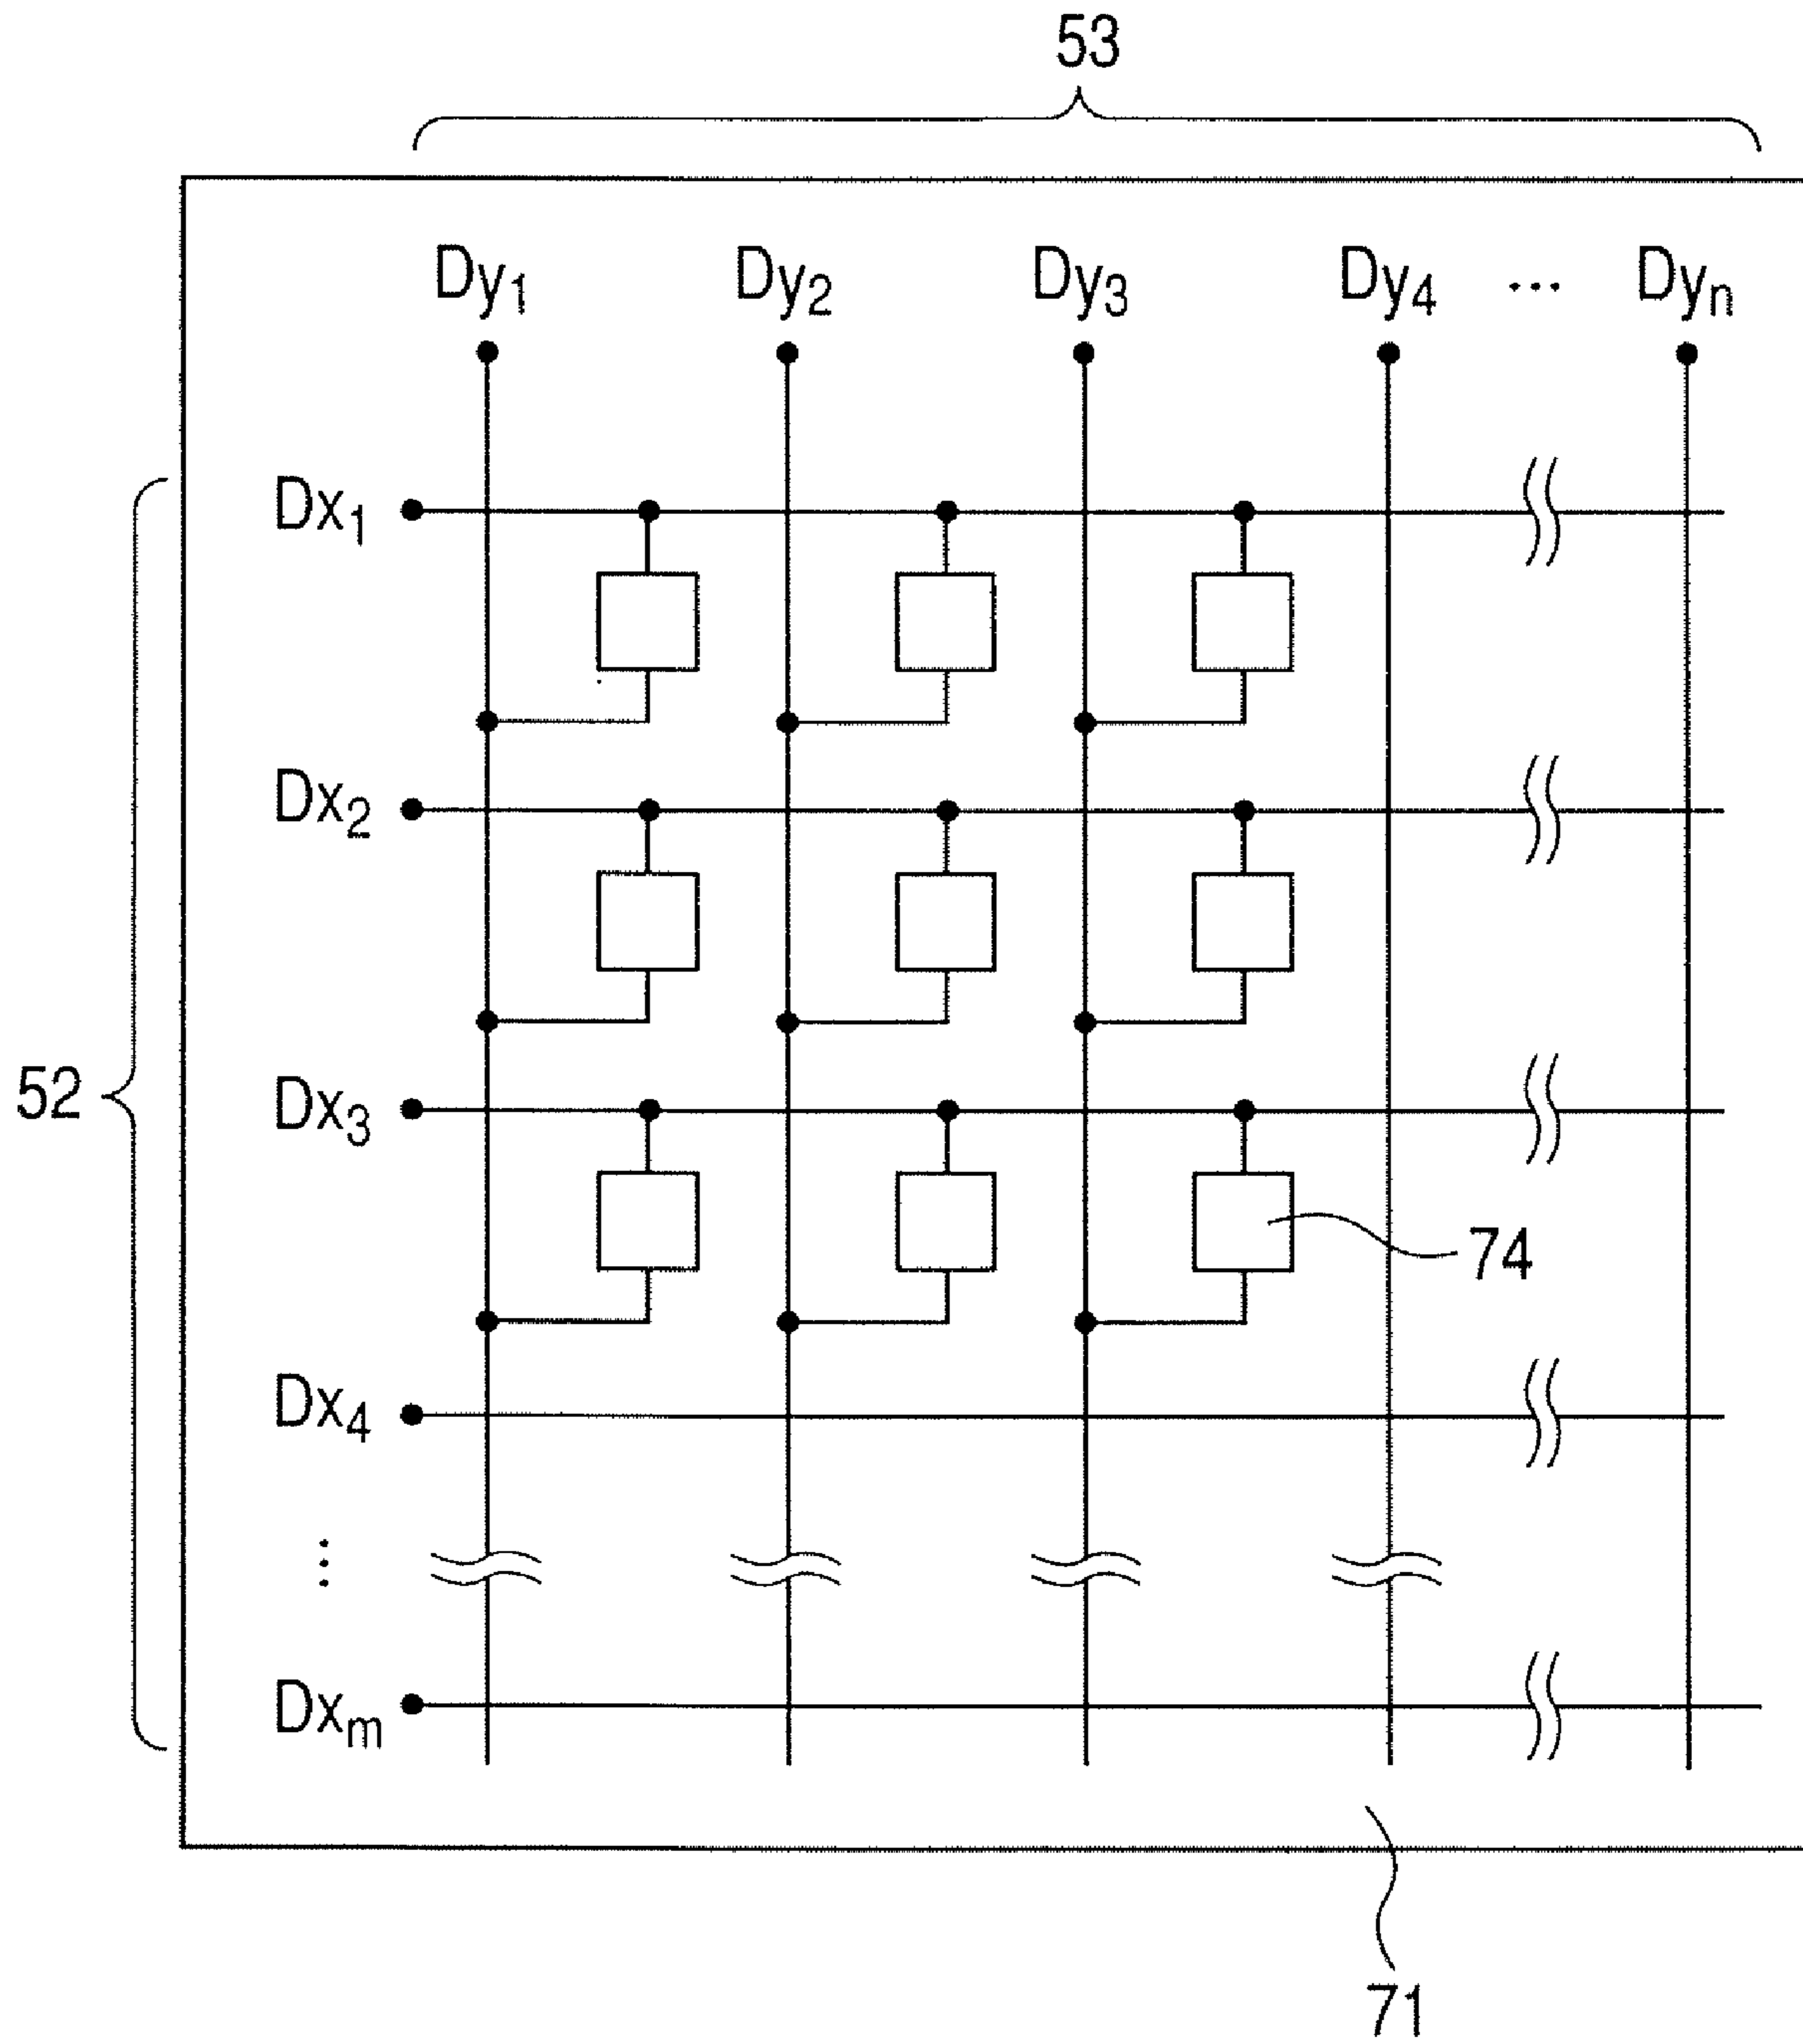 53
Dy1 Dy2 Dy3 Dy4 ... Dyn
Dx1
Dx2
52
Dx3
74
Dx4
⋮
Dxm
71